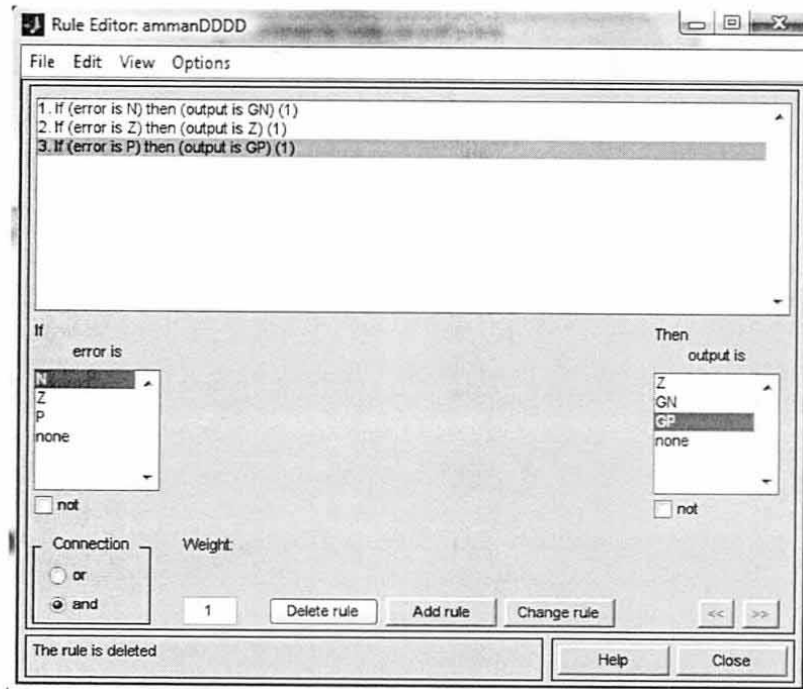 Rule Editor: ammanDDDD
File Edit View Options
1. If (error is N) then (output is GN) (1)
2. If (error is Z) then (output is Z) (1)
3. If (error is P) then (output is GP) (1)
If
error is
Then
output is
N
Z
P
none
Z
GN
GP
none
not
not
Connection
or
and
Weight:
1
Delete rule
Add rule
Change rule
<<
>>
The rule is deleted
Help
Close